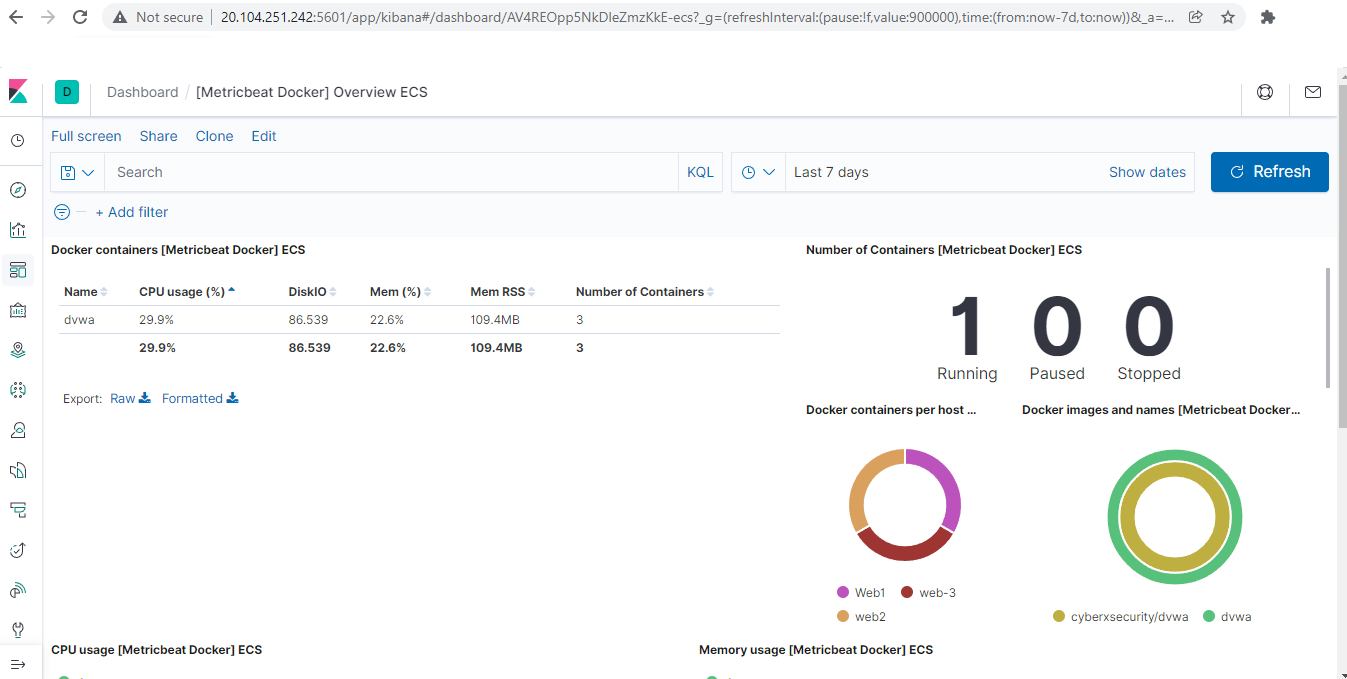 Not secure | 20.104.251.242:5601/app/kibana#/dashboard/AV4REOpp5NkDleZmzKkE-ecs?_g=(refreshInterval:(pause:!f,value:900000),time:(from:now-7d,to:now))&_a=...
D Dashboard / [Metricbeat Docker] Overview ECS
Full screen Share Clone Edit
Search KQL Last 7 days Show dates Refresh
+ Add filter
Docker containers [Metricbeat Docker] ECS
Name CPU usage (%) DiskIO Mem (%) Mem RSS Number of Containers
dvwa 29.9% 86.539 22.6% 109.4MB 3
29.9% 86.539 22.6% 109.4MB 3
Export: Raw Formatted
Number of Containers [Metricbeat Docker] ECS
1 0 0
Running Paused Stopped
Docker containers per host ...
Web1 web-3
web2
Docker images and names [Metricbeat Docker...
cyberxsecurity/dvwa dvwa
CPU usage [Metricbeat Docker] ECS
Memory usage [Metricbeat Docker] ECS